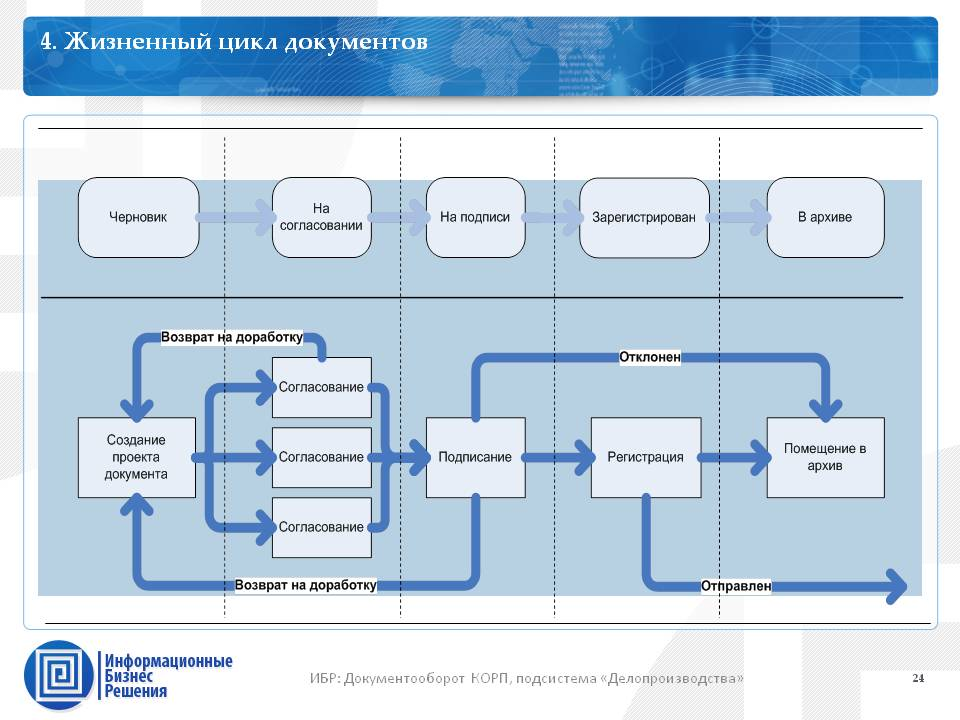 4. Жизненный цикл документов
Черновик
На
согласовании
На подписи
Зарегистрирован
В архиве
Возврат на доработку
Отклонен
Согласование
Создание
проекта
документа
Согласование
Подписание
Регистрация
Помещение в
архив
Согласование
Возврат на доработку
Отправлен
Информационные
Бизнес
Решения
ИБР: Документооборот КОРП, подсистема «Делопроизводства»
24